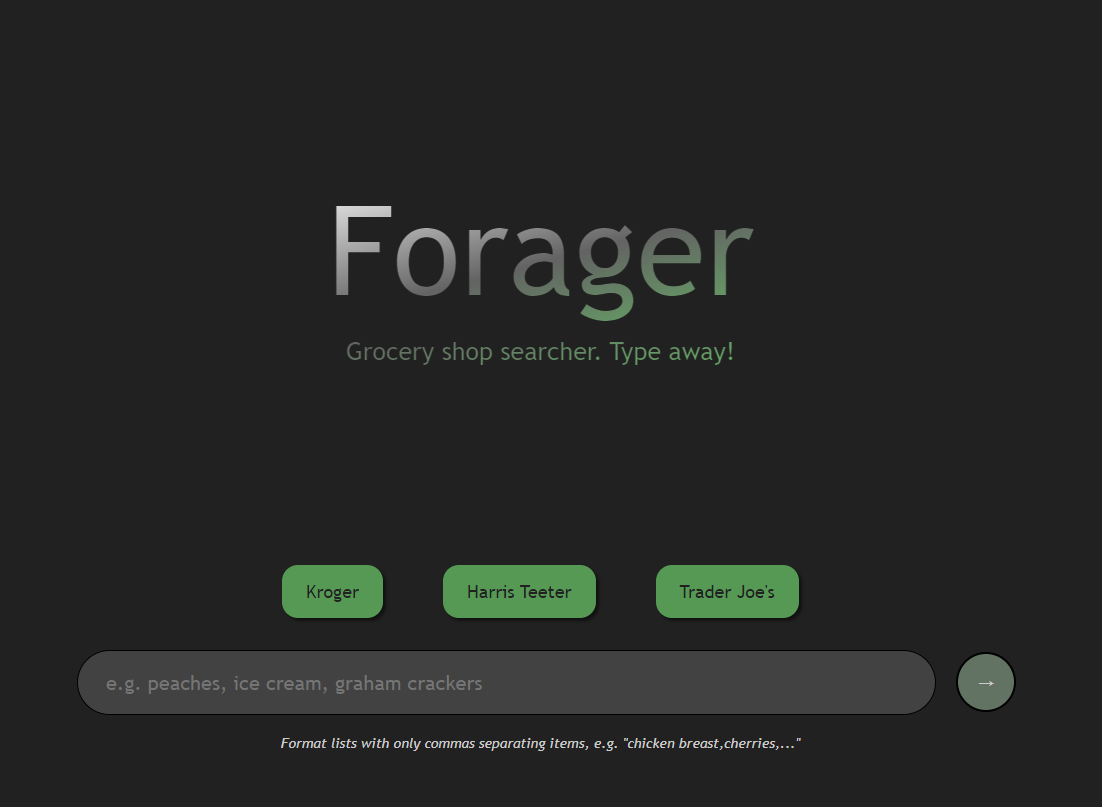 Forager
Grocery shop searcher. Type away!
Kroger
Harris Teeter
Trader Joe's
e.g. peaches, ice cream, graham crackers
→
Format lists with only commas separating items, e.g. "chicken breast,cherries,..."